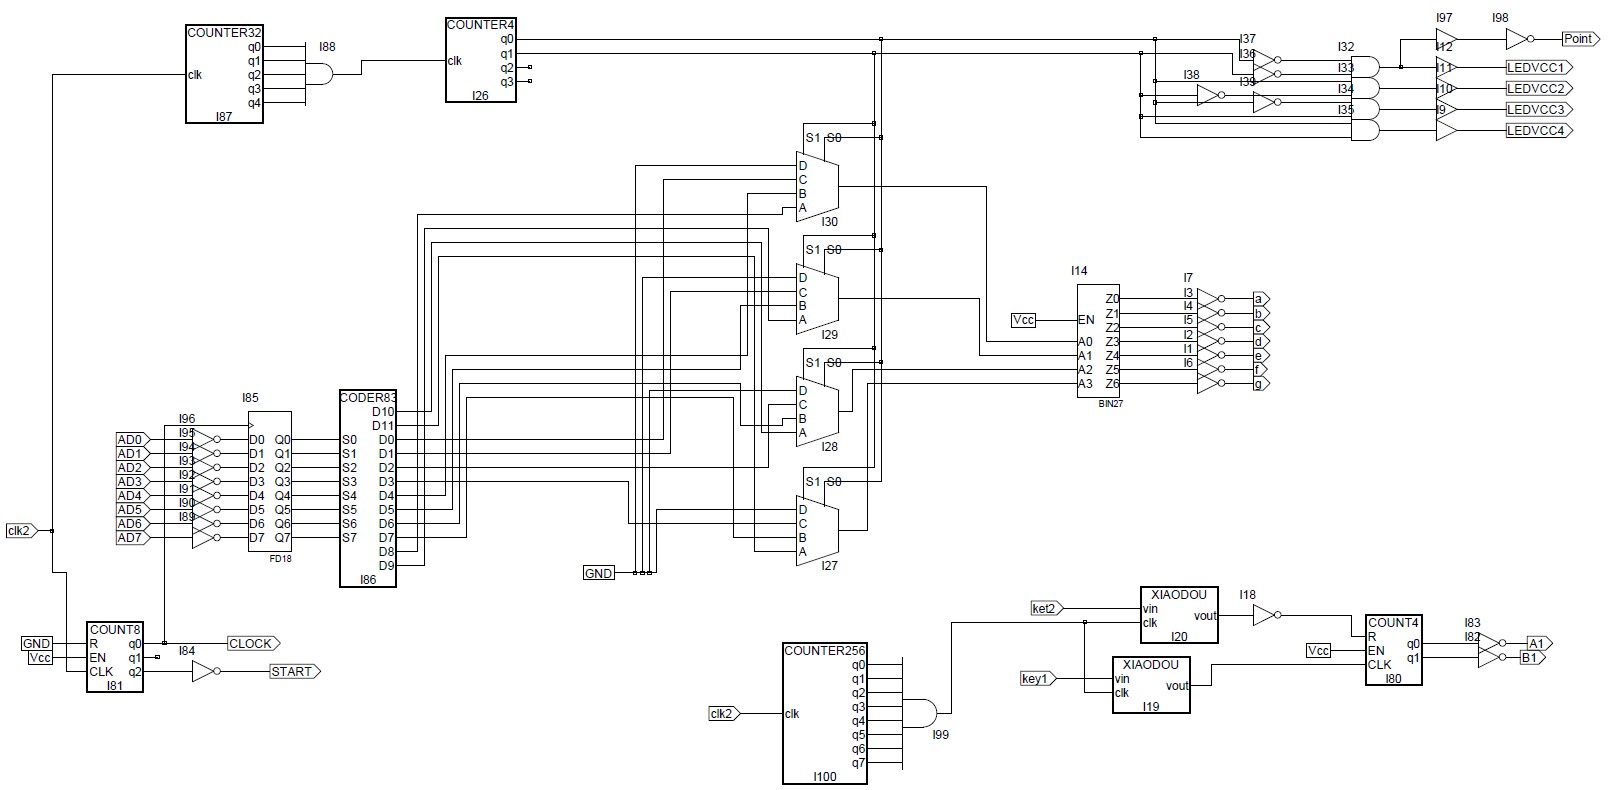 COUNTER32
q0
q1
q2
q3
q4
clk
I87
I88
COUNTER4
q0
q1
q2
q3
clk
I26
I37
I36
I38
I39
I32
I33
I34
I35
I97
I12
I11
I10
I9
I98
Point
LEDVCC1
LEDVCC2
LEDVCC3
LEDVCC4
S1 S0
D
C
B
A
I30
S1 S0
D
C
B
A
I29
S1 S0
D
C
B
A
I28
S1 S0
D
C
B
A
I27
GND
I14
Vcc
EN
A0
A1
A2
A3
Z0
Z1
Z2
Z3
Z4
Z5
Z6
BIN27
I7
I3
I4
I5
I2
I1
I6
a
b
c
d
e
f
g
AD0
AD1
AD2
AD3
AD4
AD5
AD6
AD7
I96
I95
I94
I93
I92
I91
I90
I89
I85
D0 Q0
D1 Q1
D2 Q2
D3 Q3
D4 Q4
D5 Q5
D6 Q6
D7 Q7
FD18
CODER83
D10
D11
S0 D0
S1 D1
S2 D2
S3 D3
S4 D4
S5 D5
S6 D6
S7 D7
D8
D9
I86
clk2
GND
Vcc
COUNT8
R q0
EN q1
CLK q2
I81
CLOCK
I84
START
clk2
COUNTER256
q0
q1
q2
q3
q4
q5
q6
q7
clk
I100
I99
ket2
XIAODOU
vin
clk
vout
I20
key1
XIAODOU
vin
clk
vout
I19
I18
Vcc
COUNT4
R
EN
CLK
q0
q1
I80
I83
I82
A1
B1